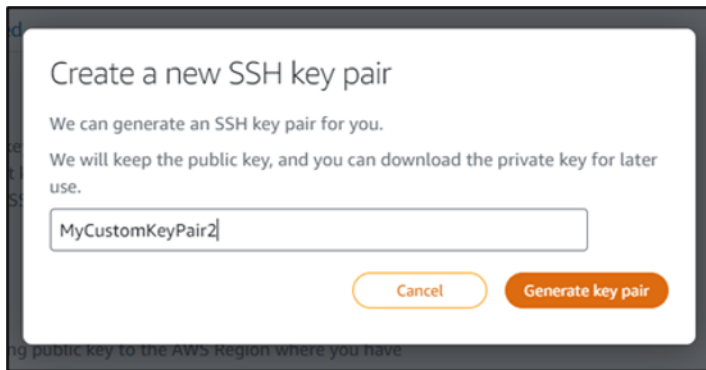 ed
Create a new SSH key pair
We can generate an SSH key pair for you.
We will keep the public key, and you can download the private key for later
use.
MyCustomKeyPair2
Cancel
Generate key pair
ng public key to the AWS Region where you have